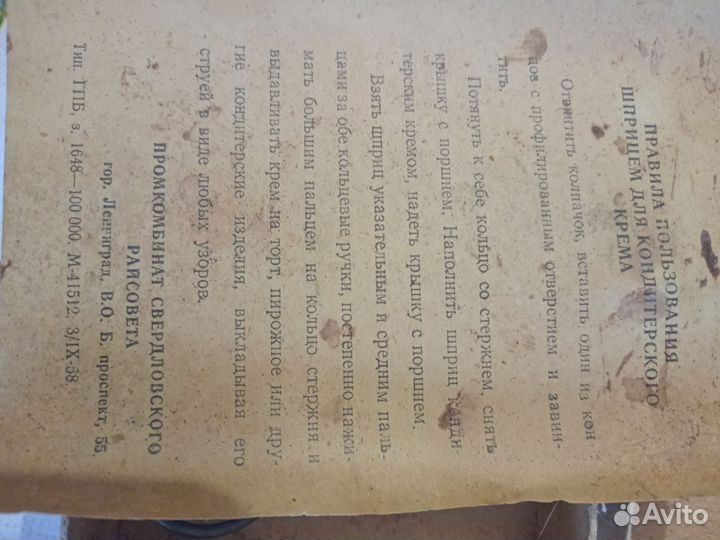 ПРАВИЛА ПОЛЬЗОВАНИЯ
ШПРИЦЕМ ДЛЯ КОНДИТЕРСКОГО
КРЕМА
Отвинтить колпачок, вставить один из кон
цов с профилированным отверстием и завин-
тить.
Потянуть к себе кольцо со стержнем, снять
крышку с поршнем. Наполнить шприц конди
терским кремом, надеть крышку с поршнем.
Взять шприц указательным и средним паль-
цами за обе кольцевые ручки, постепенно нажи-
мать большим пальцем на кольцо стержня и
выдавливать крем на торт, пирожное или дру-
гие кондитерские изделия, выкладывая его
струей в виде любых узоров.
ПРОМКОМБИНАТ СВЕРДЛОВСКОГО
РАЙСОВЕТА
гор. Ленинград, В.О. Б. проспект, 55
Тип. ТПБ, з. 1648—100 000. М-41512. 3/IX-58.
Avito